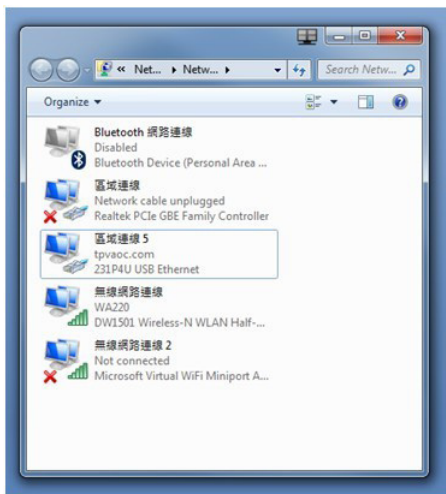 « Net... ▸ Netw... ▸
Search Netw...
Organize
Bluetooth 網路連線
Disabled
Bluetooth Device (Personal Area ...
區域連線
Network cable unplugged
Realtek PCIe GBE Family Controller
區域連線 5
tpvaoc.com
231P4U USB Ethernet
無線網路連線
WA220
DW1501 Wireless-N WLAN Half-...
無線網路連線 2
Not connected
Microsoft Virtual WiFi Miniport A...